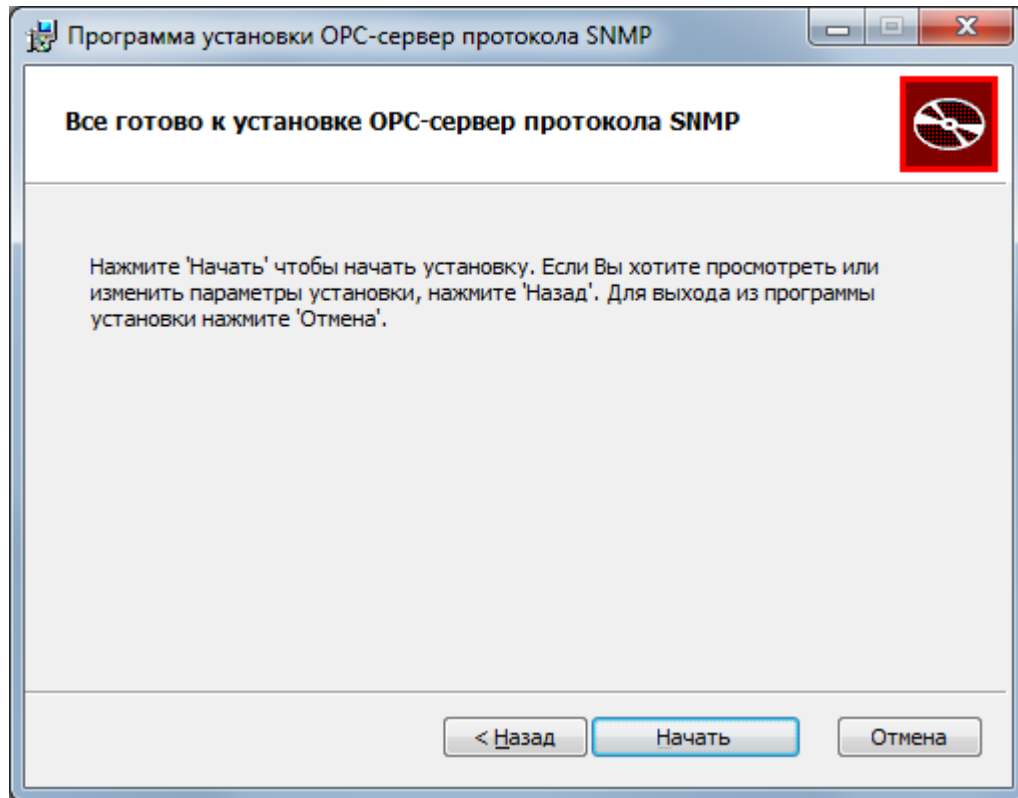 Программа установки OPC-сервер протокола SNMP
Все готово к установке OPC-сервер протокола SNMP
Нажмите 'Начать' чтобы начать установку. Если Вы хотите просмотреть или
изменить параметры установки, нажмите 'Назад'. Для выхода из программы
установки нажмите 'Отмена'.
< Назад
Начать
Отмена